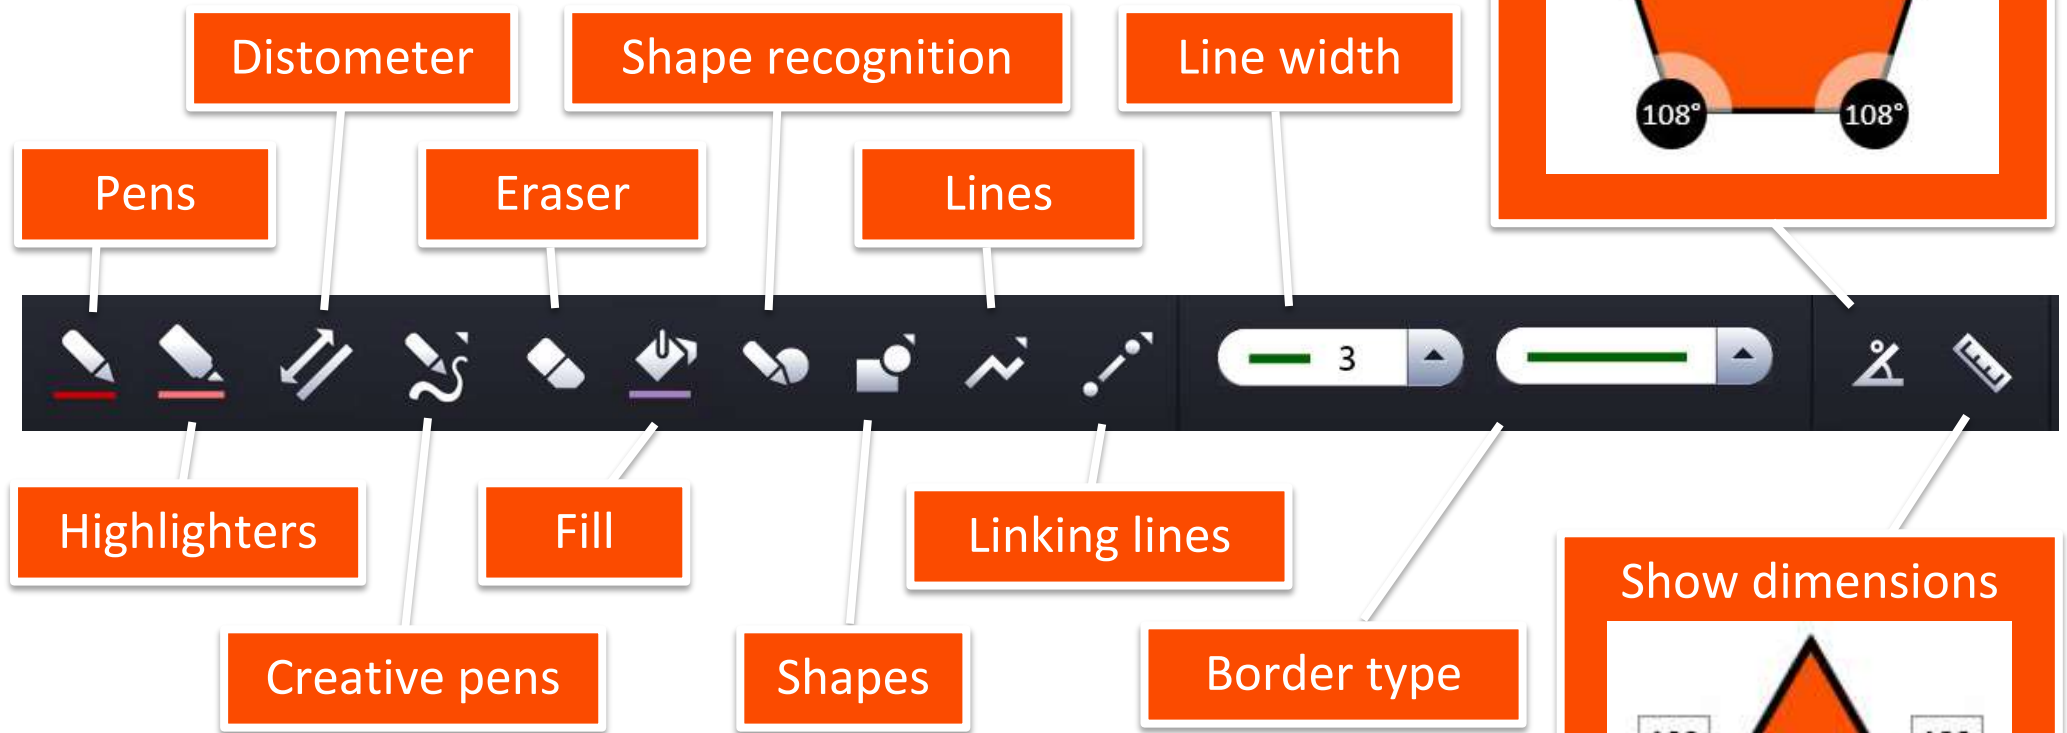 Distometer
Shape recognition
Line width
108°
108°
Pens
Eraser
Lines
3
Highlighters
Fill
Linking lines
Show dimensions
Creative pens
Shapes
Border type